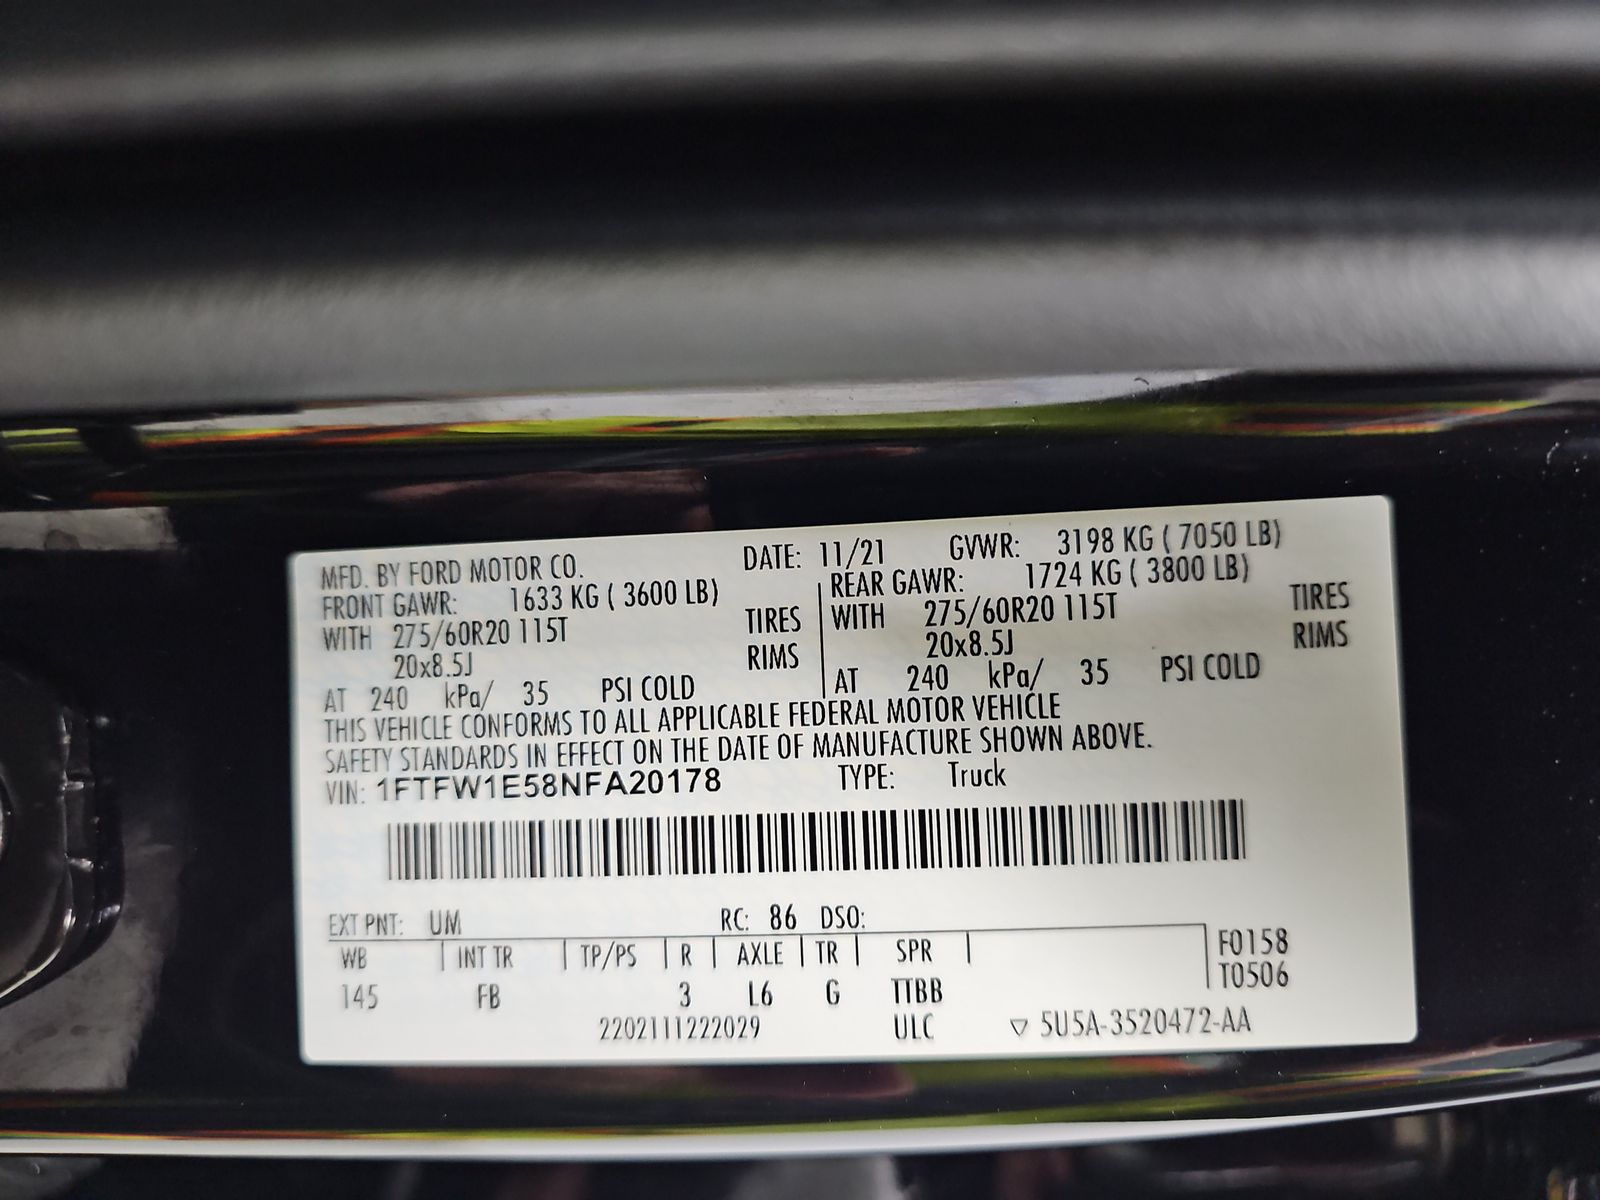 MFD. BY FORD MOTOR CO. DATE: 11/21 GVWR: 3198 KG ( 7050 LB)
FRONT GAWR: 1633 KG ( 3600 LB) REAR GAWR: 1724 KG ( 3800 LB)
WITH 275/60R20 115T TIRES WITH 275/60R20 115T TIRES
20x8.5J RIMS 20x8.5J RIMS
AT 240 kPa/ 35 PSI COLD AT 240 kPa/ 35 PSI COLD
THIS VEHICLE CONFORMS TO ALL APPLICABLE FEDERAL MOTOR VEHICLE
SAFETY STANDARDS IN EFFECT ON THE DATE OF MANUFACTURE SHOWN ABOVE.
VIN: 1FTFW1E58NFA20178 TYPE: Truck
EXT PNT: UM RC: 86 DSO:
WB INT TR TP/PS R AXLE TR SPR F0158
T0506
145 FB 3 L6 G TTBB
2202111222029 ULC ▽ 5U5A-3520472-AA